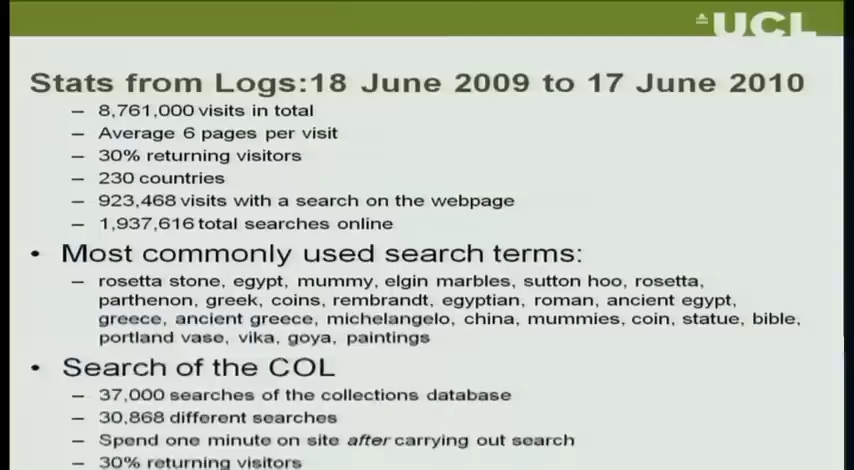 UCL
Stats from Logs:18 June 2009 to 17 June 2010
– 8,761,000 visits in total
– Average 6 pages per visit
– 30% returning visitors
– 230 countries
– 923,468 visits with a search on the webpage
– 1,937,616 total searches online
• Most commonly used search terms:
– rosetta stone, egypt, mummy, elgin marbles, sutton hoo, rosetta,
parthenon, greek, coins, rembrandt, egyptian, roman, ancient egypt,
greece, ancient greece, michelangelo, china, mummies, coin, statue, bible,
portland vase, vika, goya, paintings
• Search of the COL
– 37,000 searches of the collections database
– 30,868 different searches
– Spend one minute on site after carrying out search
– 30% returning visitors